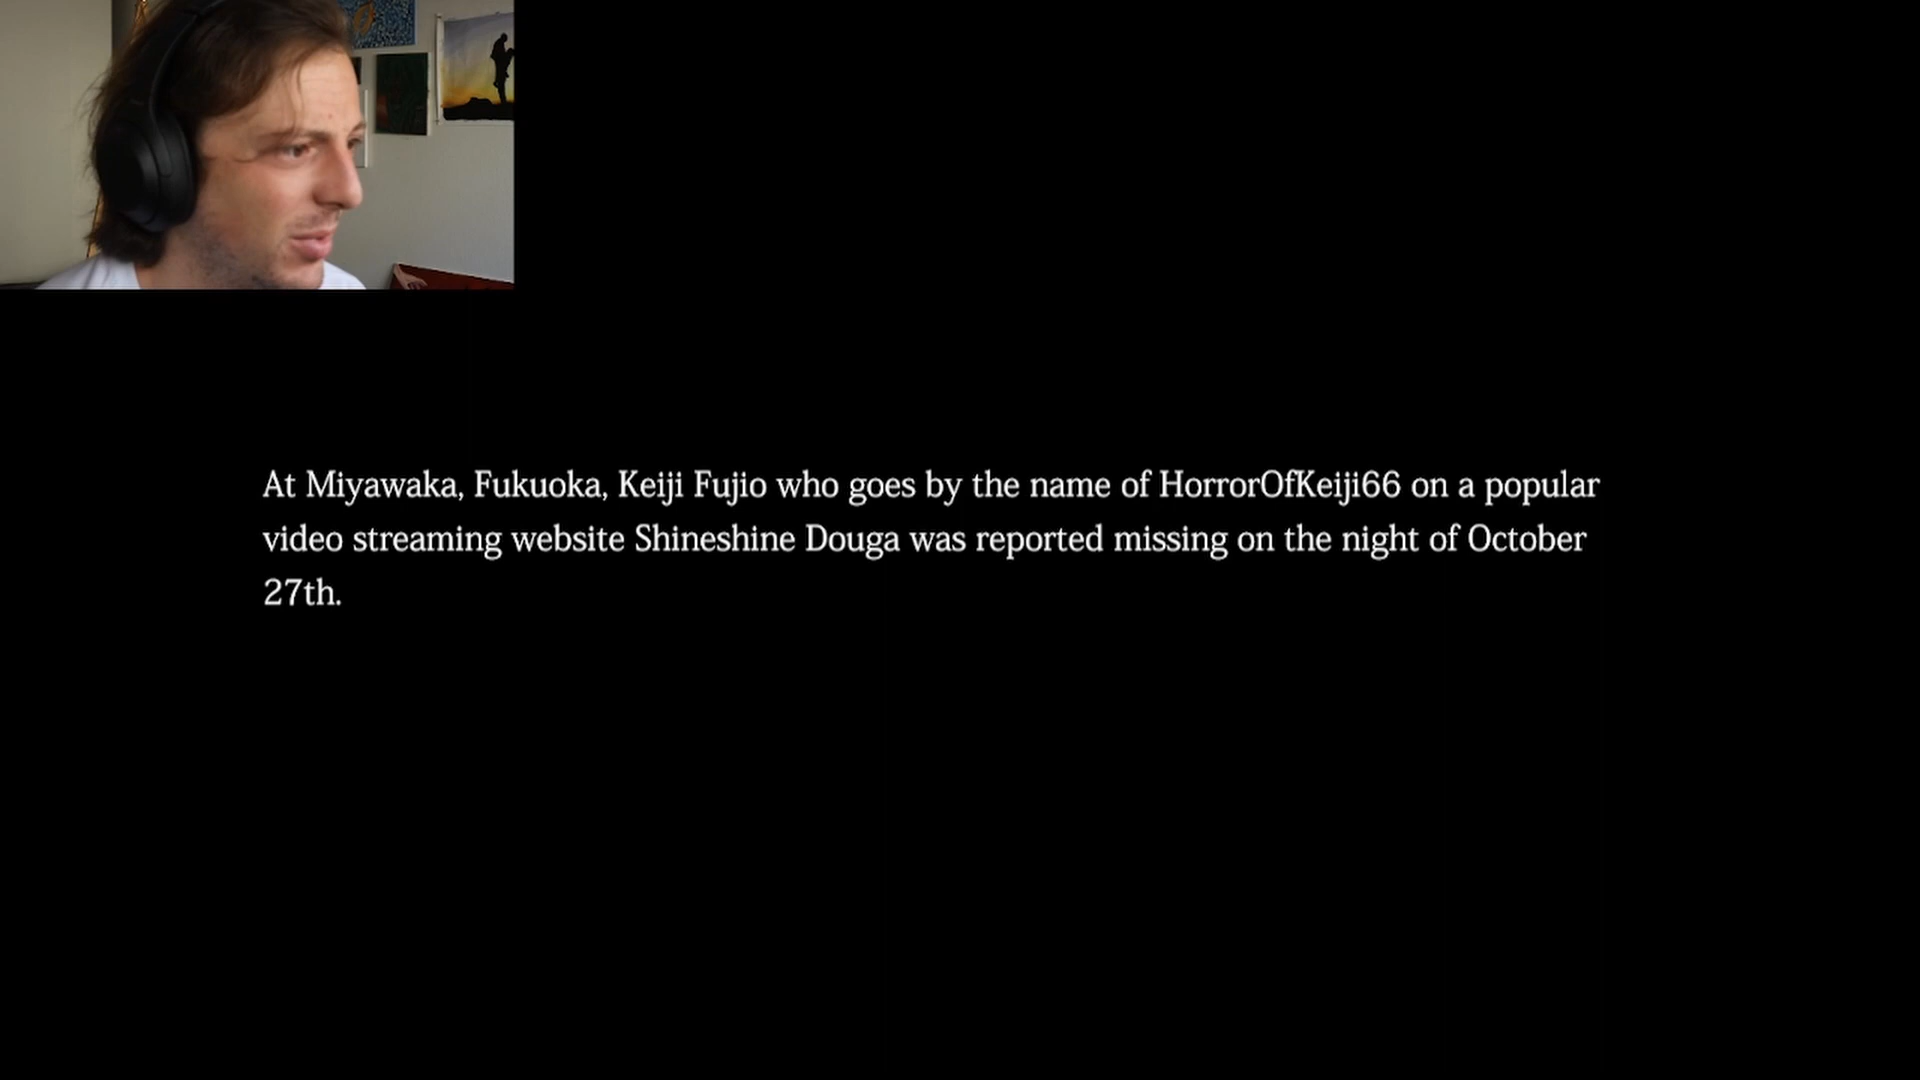 At Miyawaka, Fukuoka, Keiji Fujio who goes by the name of HorrorOfKeiji66 on a popular
video streaming website Shineshine Douga was reported missing on the night of October
27th.